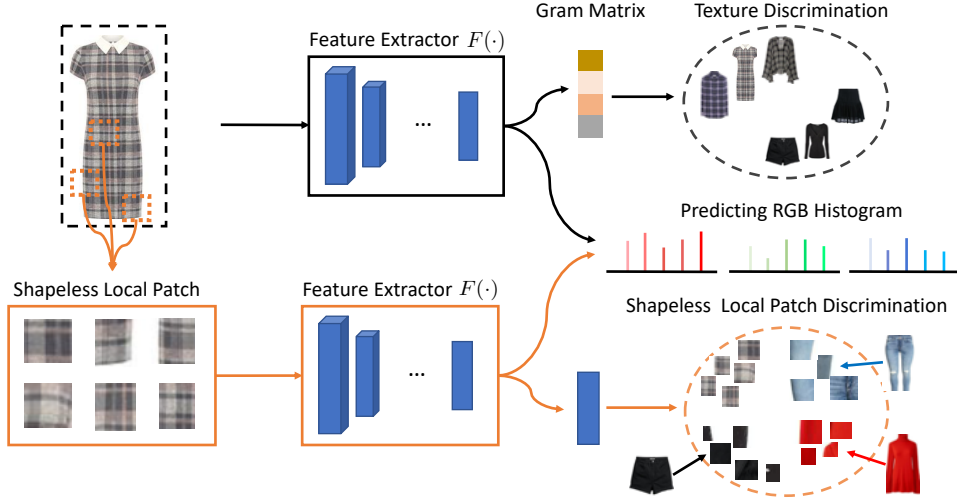 Gram Matrix
Texture Discrimination
Feature Extractor F(·)
...
Predicting RGB Histogram
Shapeless Local Patch
Feature Extractor F(·)
...
Shapeless Local Patch Discrimination